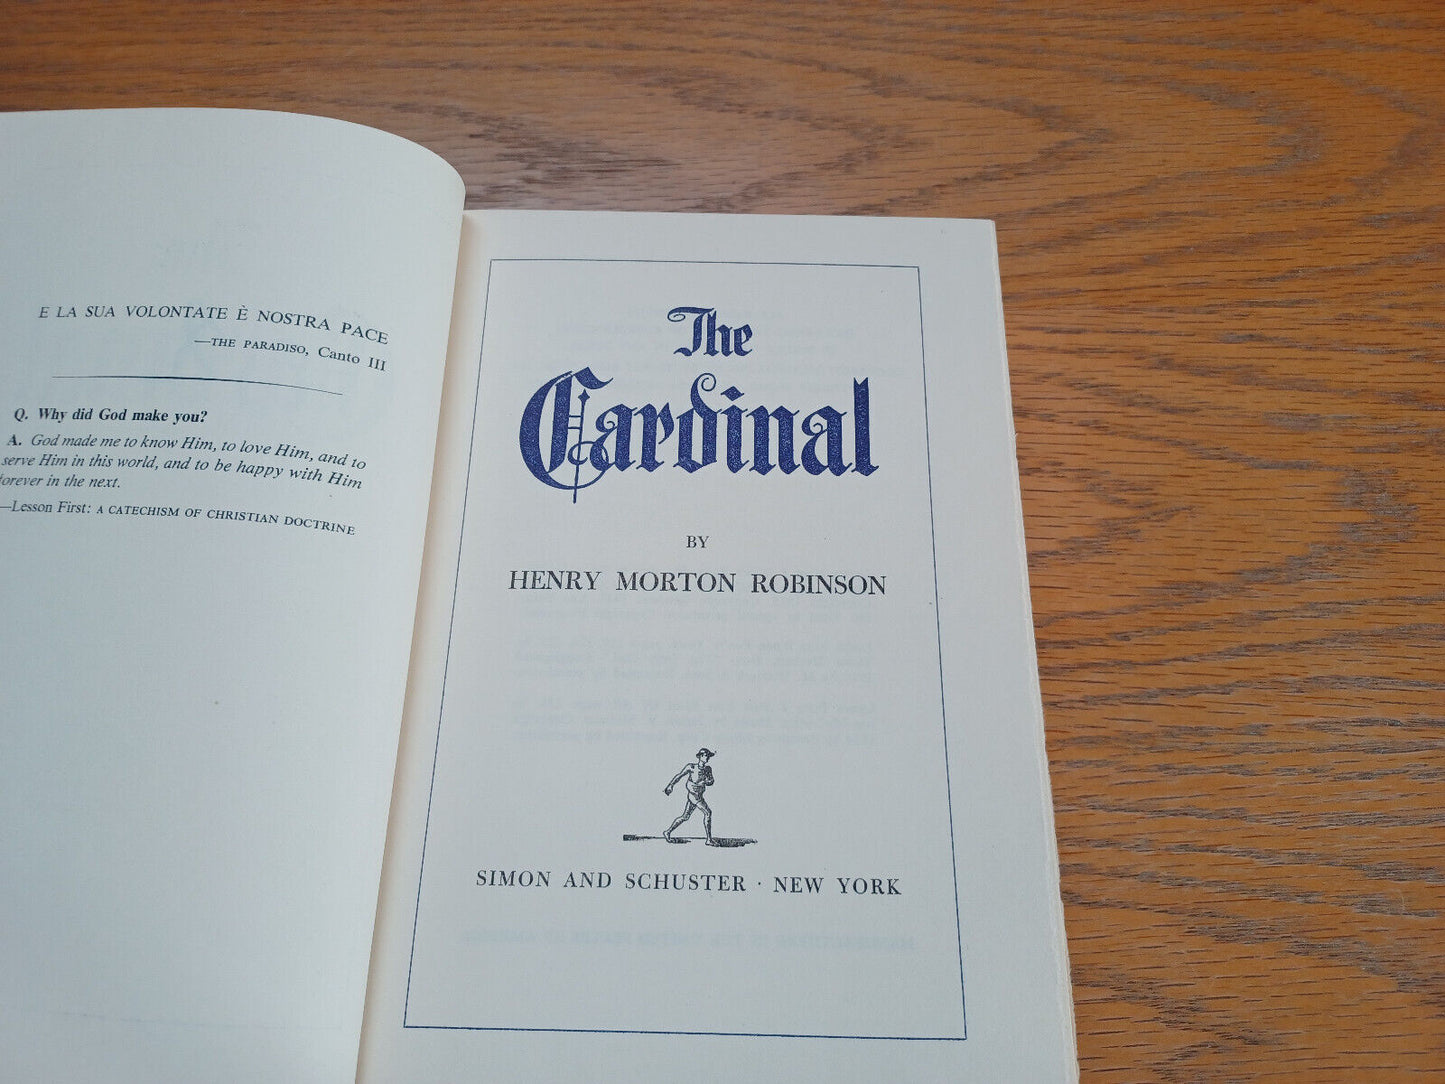 E LA SUA VOLONTATE È NOSTRA PACE
—THE PARADISO, Canto III
Q. Why did God make you?
A. God made me to know Him, to love Him, and to
serve Him in this world, and to be happy with Him
forever in the next.
—Lesson First: A CATECHISM OF CHRISTIAN DOCTRINE
The
Cardinal
BY
HENRY MORTON ROBINSON
SIMON AND SCHUSTER · NEW YORK